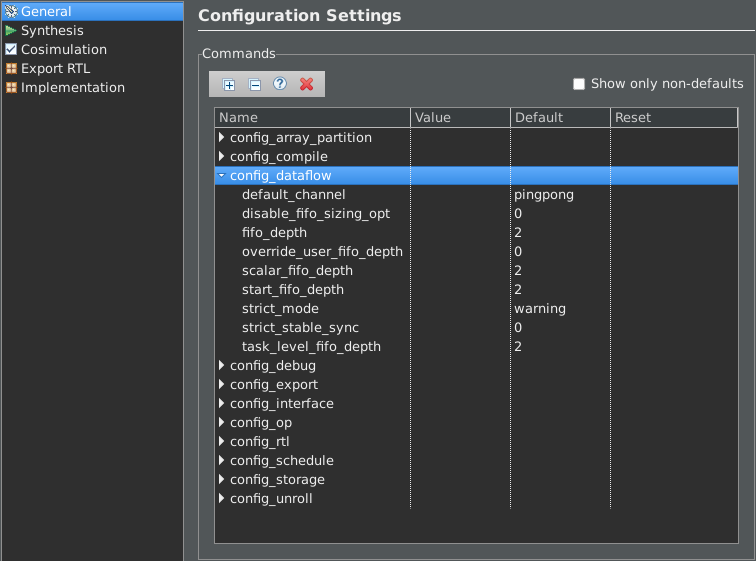 General
Synthesis
Cosimulation
Export RTL
Implementation
Configuration Settings
Commands
Show only non-defaults
Name Value Default Reset
config_array_partition
config_compile
config_dataflow
default_channel pingpong
disable_fifo_sizing_opt 0
fifo_depth 2
override_user_fifo_depth 0
scalar_fifo_depth 2
start_fifo_depth 2
strict_mode warning
strict_stable_sync 0
task_level_fifo_depth 2
config_debug
config_export
config_interface
config_op
config_rtl
config_schedule
config_storage
config_unroll